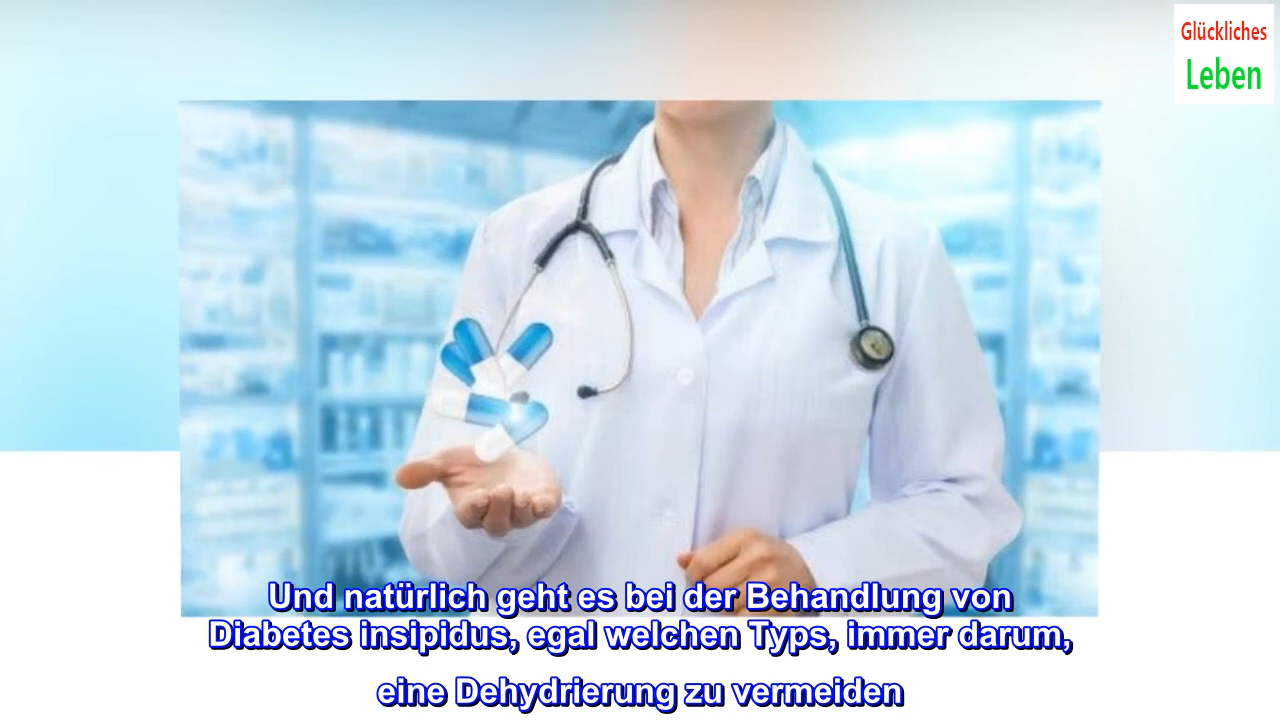 Glückliches
Leben
Und natürlich geht es bei der Behandlung von
Diabetes insipidus, egal welchen Typs, immer darum,
eine Dehydrierung zu vermeiden